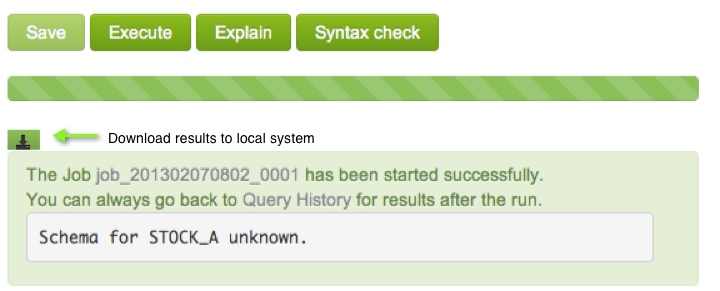 Save Execute Explain Syntax check
Download results to local system
The Job job_201302070802_0001 has been started successfully.
You can always go back to Query History for results after the run.
Schema for STOCK_A unknown.